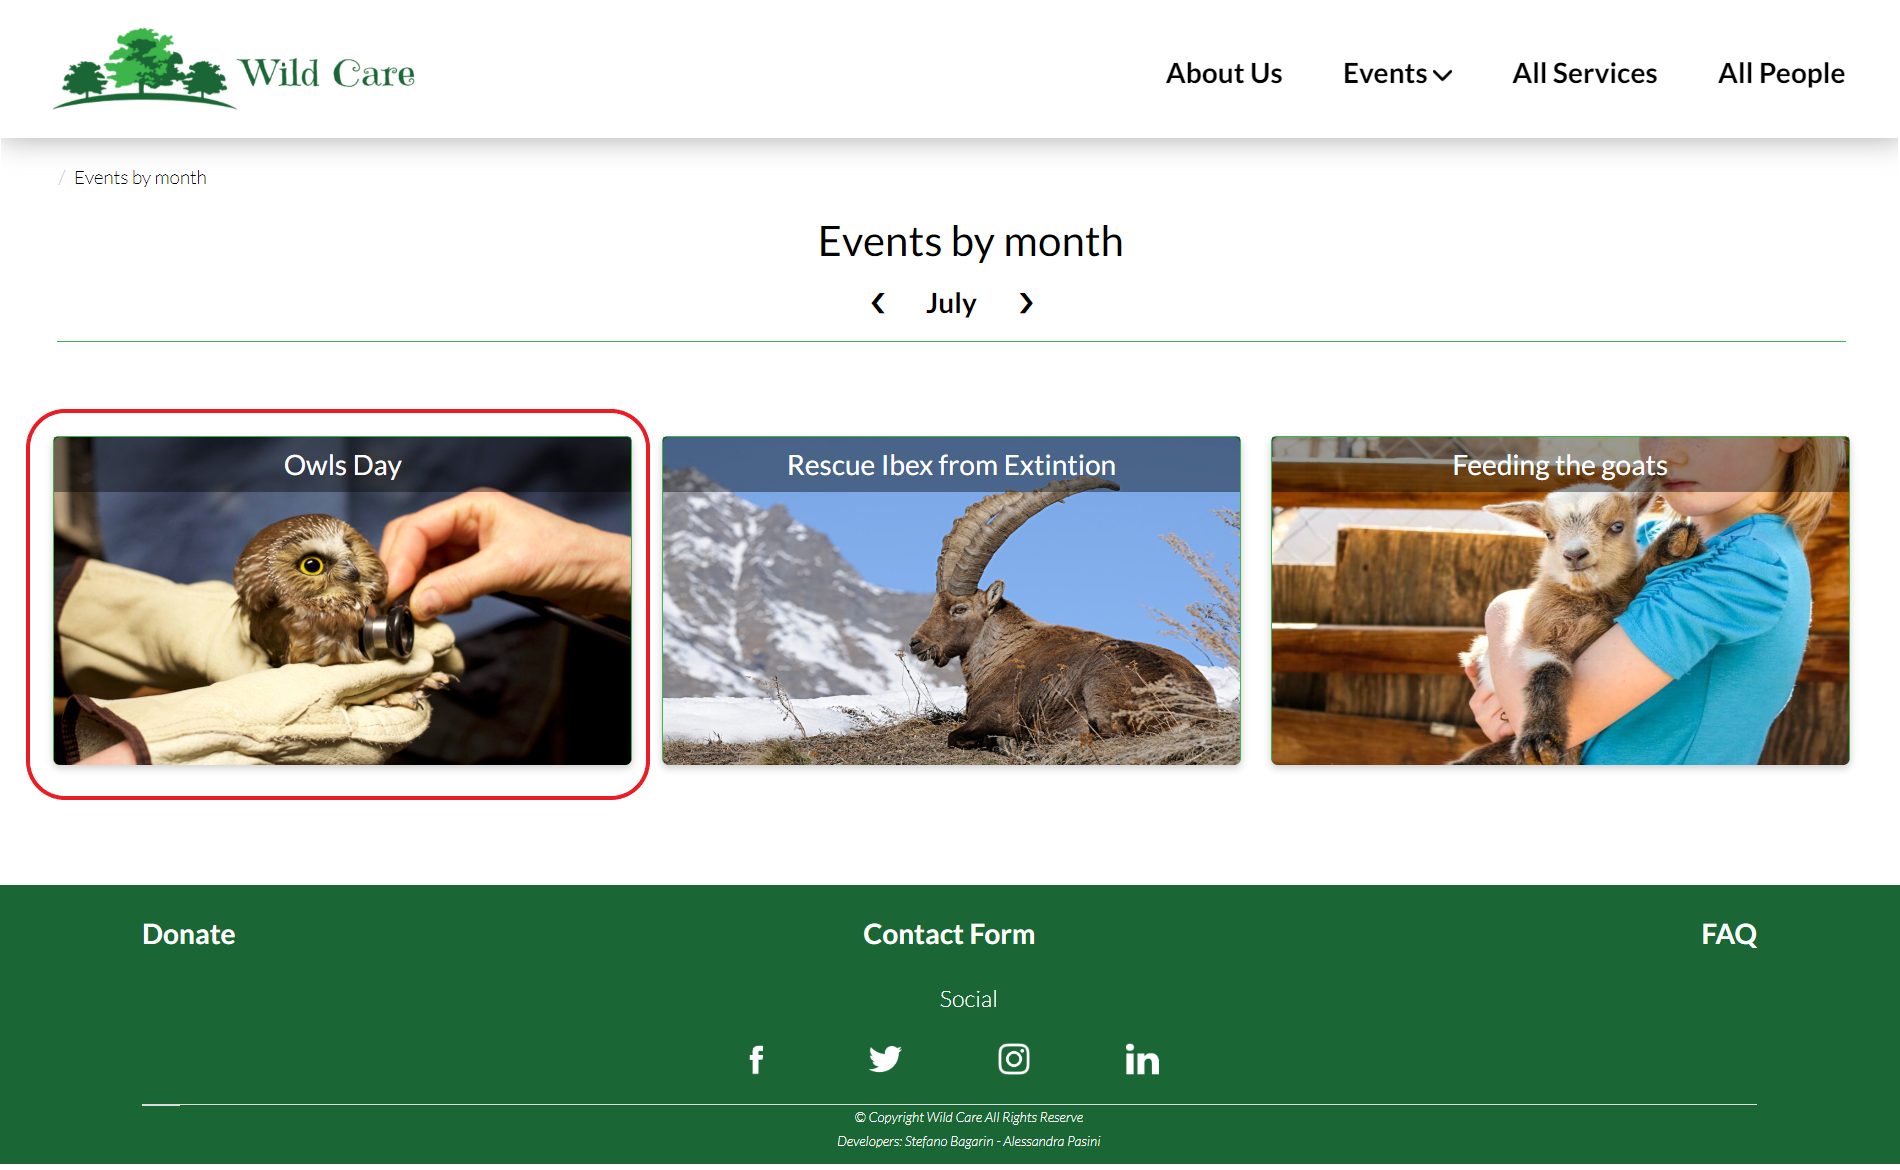 Wild Care
About Us
Events
All Services
All People
/ Events by month
Events by month
July
Owls Day
Rescue Ibex from Extintion
Feeding the goats
Donate
Contact Form
FAQ
Social
© Copyright Wild Care All Rights Reserve
Developers: Stefano Bagarin - Alessandra Pasini